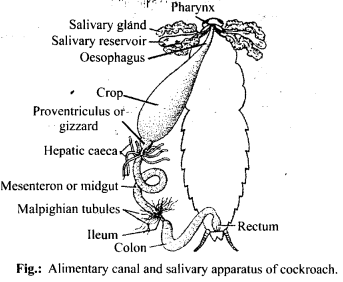 Pharynx
Salivary gland
Salivary reservoir
Oesophagus
Crop
Proventriculus or
gizzard
Hepatic caeca
Mesenteron or midgut
Malpighian tubules
Ileum
Colon
Rectum
Fig.: Alimentary canal and salivary apparatus of cockroach.